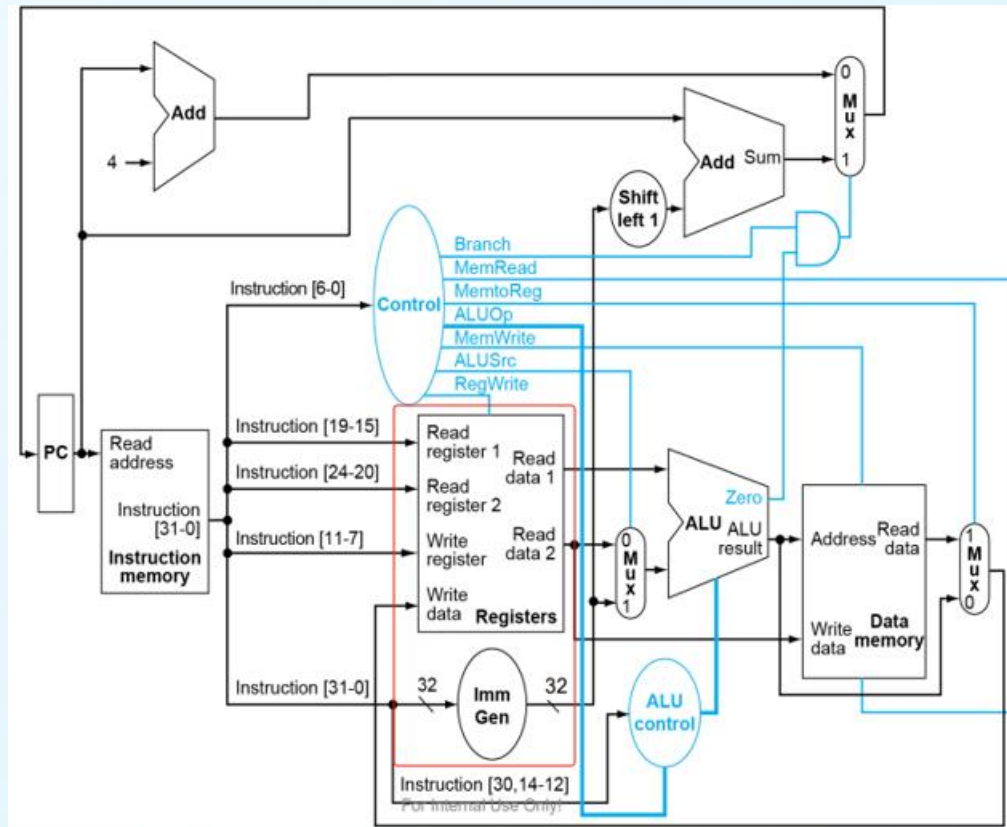 Add
4
0
Mux
1
Add Sum
Shift
left 1
Branch
MemRead
MemtoReg
ALUOp
MemWrite
ALUSrc
RegWrite
Control
Instruction [6-0]
PC
Read
address
Instruction
[31-0]
Instruction
memory
Instruction [19-15]
Instruction [24-20]
Instruction [11-7]
Read
register 1
Read
data 1
Read
register 2
Write
register
Read
data 2
Write
data
Registers
0
Mux
1
Zero
ALU
ALU
result
Address
Read
data
Write
data
Data
memory
1
Mux
0
Instruction [31-0]
32
Imm
Gen
32
ALU
control
Instruction [30,14-12]
For Internal Use Only!